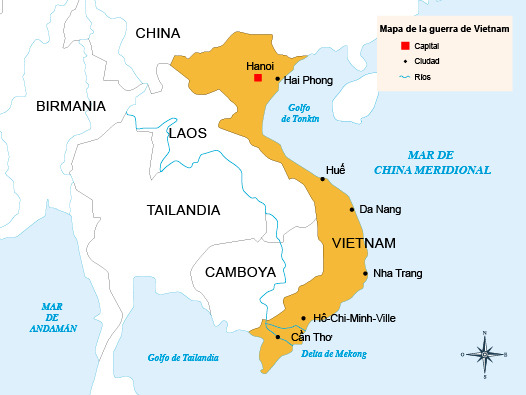 CHINA
Mapa de la guerra de Vietnam
Capital
Ciudad
Ríos
Hanoi
Hai Phong
BIRMANIA
Golfo
de Tonkín
LAOS
MAR DE
CHINA MERIDIONAL
Huế
TAILANDIA
Da Nang
VIETNAM
CAMBOYA
Nha Trang
MAR
DE
ANDAMÁN
Hô-Chi-Minh-Ville
Cần Thơ
Golfo de Tailandia
Delta de Mekong
N